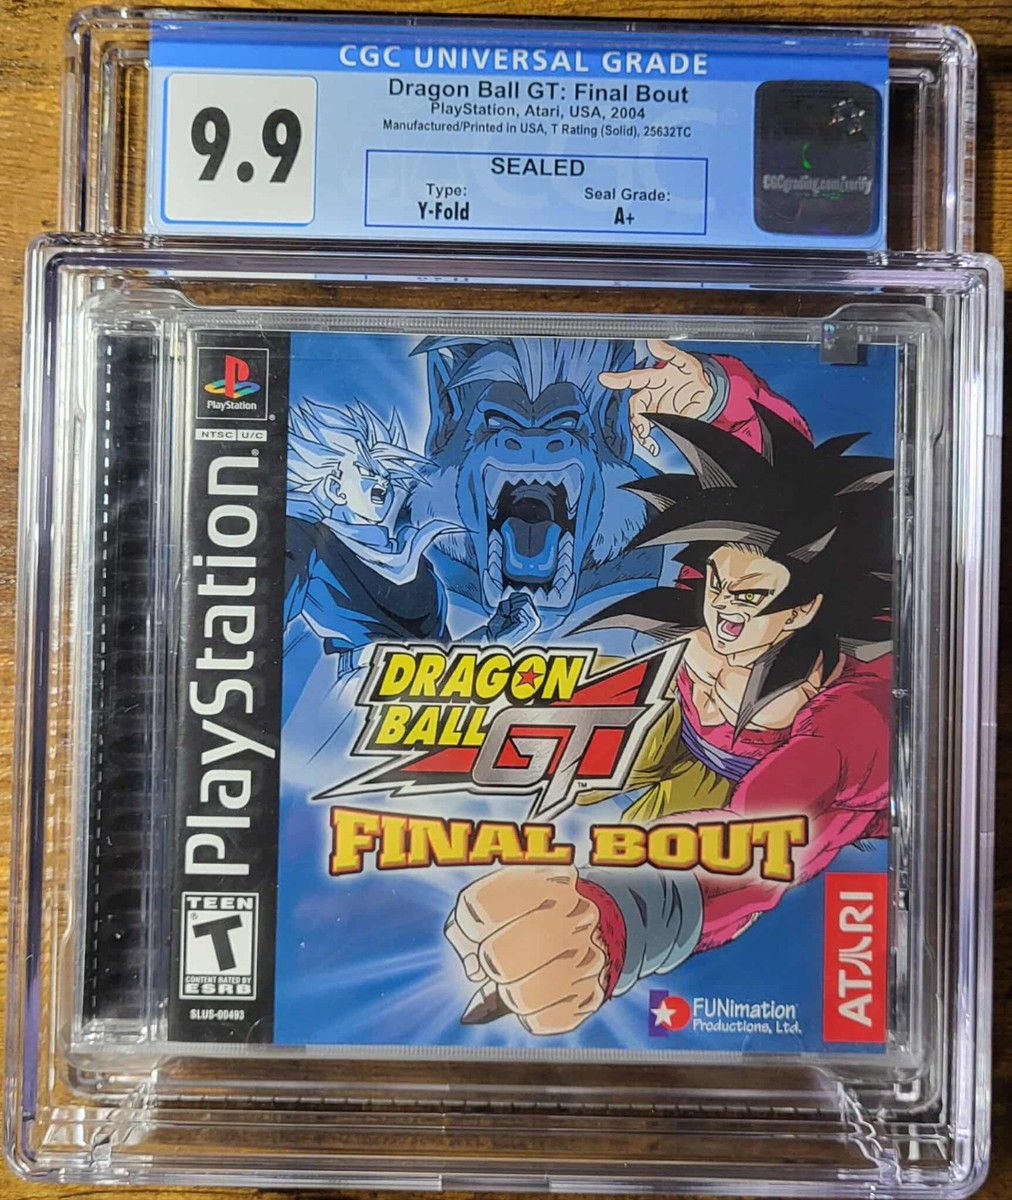 CGC UNIVERSAL GRADE
9.9
Dragon Ball GT: Final Bout
PlayStation, Atari, USA, 2004
Manufactured/Printed in USA, T Rating (Solid), 25632TC
SEALED
Type:
Y-Fold
Seal Grade:
A+
CGCgrading.com/verify
PlayStation
NTSC U/C
PlayStation®
DRAGON
BALL GT™
FINAL BOUT
TEEN
T
CONTENT RATED BY
ESRB
SLUS-00493
FUNimation
Productions, Ltd.
ATARI